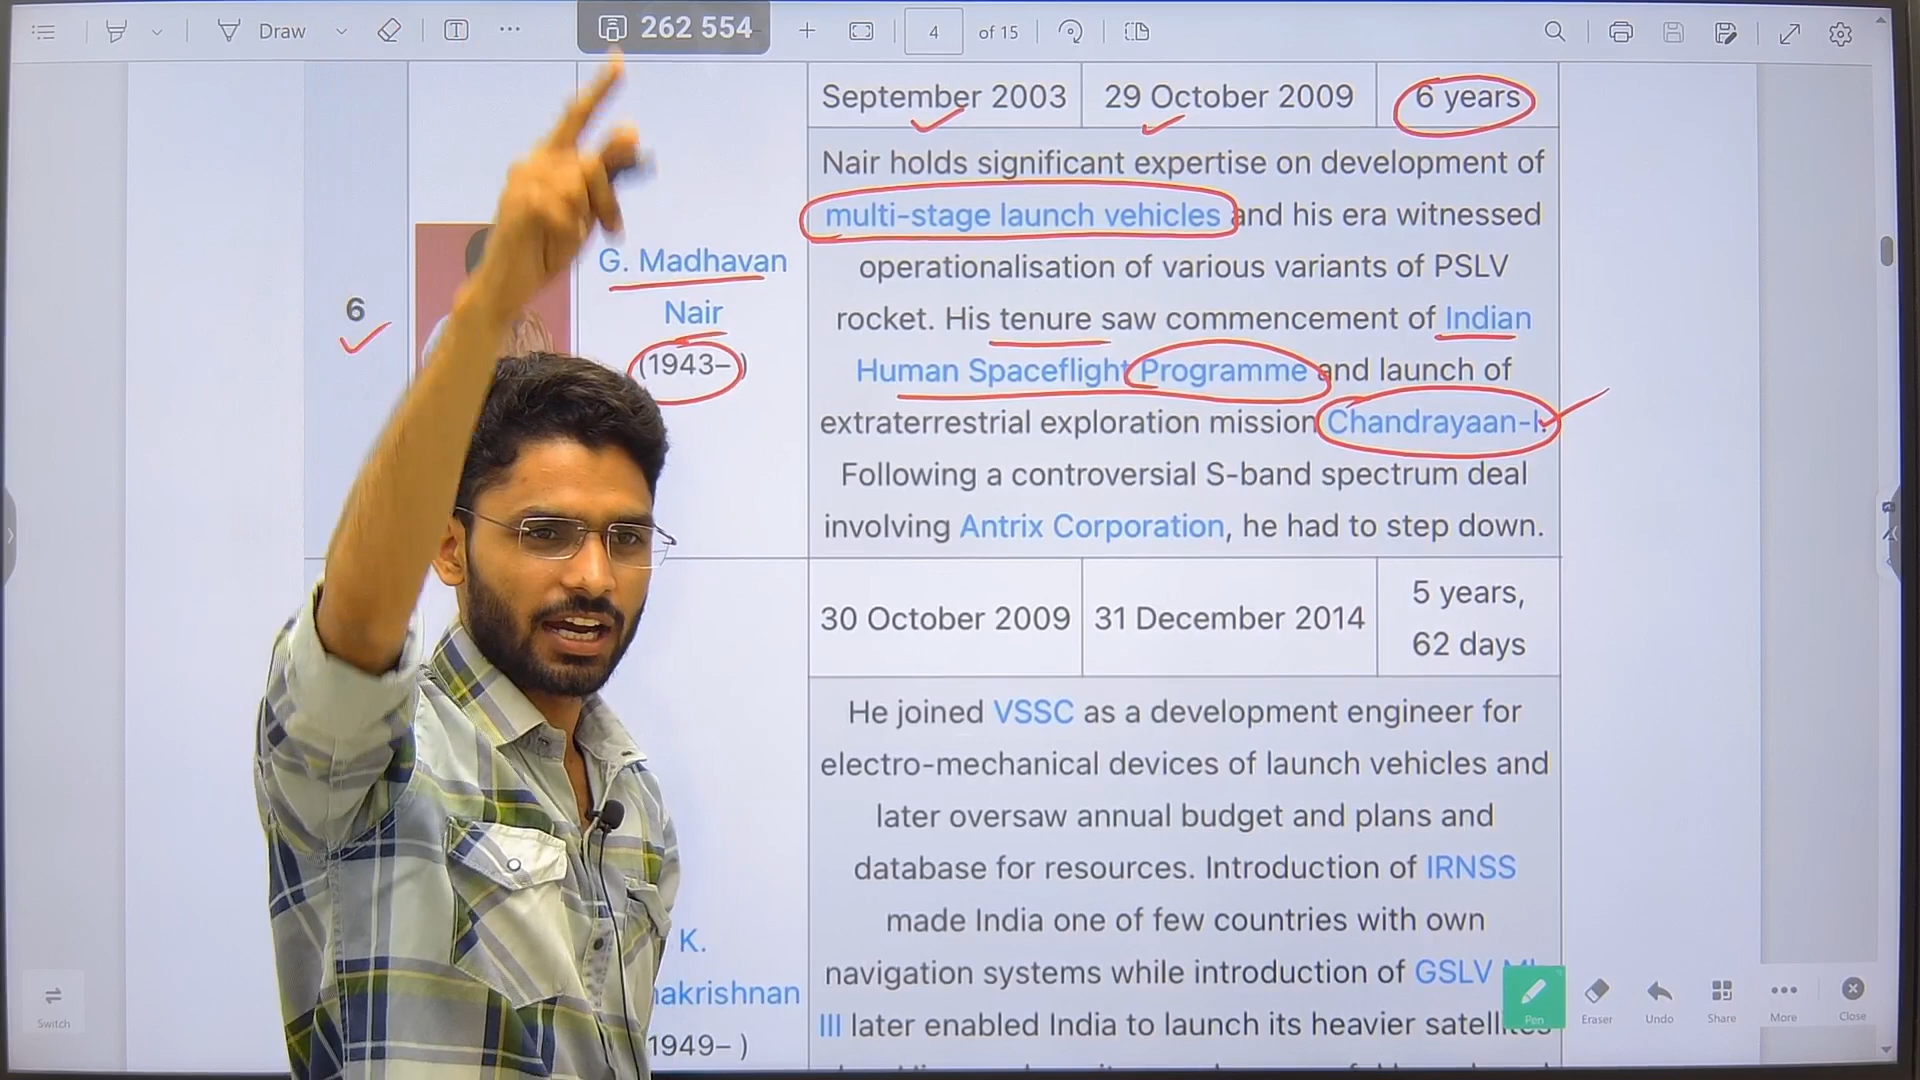 Draw
262 554
4
of 15
September 2003
29 October 2009
6 years
Nair holds significant expertise on development of
multi-stage launch vehicles and his era witnessed
operationalisation of various variants of PSLV
rocket. His tenure saw commencement of Indian
Human Spaceflight Programme and launch of
extraterrestrial exploration mission Chandrayaan-I.
Following a controversial S-band spectrum deal
involving Antrix Corporation, he had to step down.
6
G. Madhavan
Nair
(1943– )
30 October 2009
31 December 2014
5 years,
62 days
He joined VSSC as a development engineer for
electro-mechanical devices of launch vehicles and
later oversaw annual budget and plans and
database for resources. Introduction of IRNSS
made India one of few countries with own
navigation systems while introduction of GSLV
III later enabled India to launch its heavier
K.
akrishnan
(1949– )
Switch
Pen
Eraser
Undo
Share
More
Close